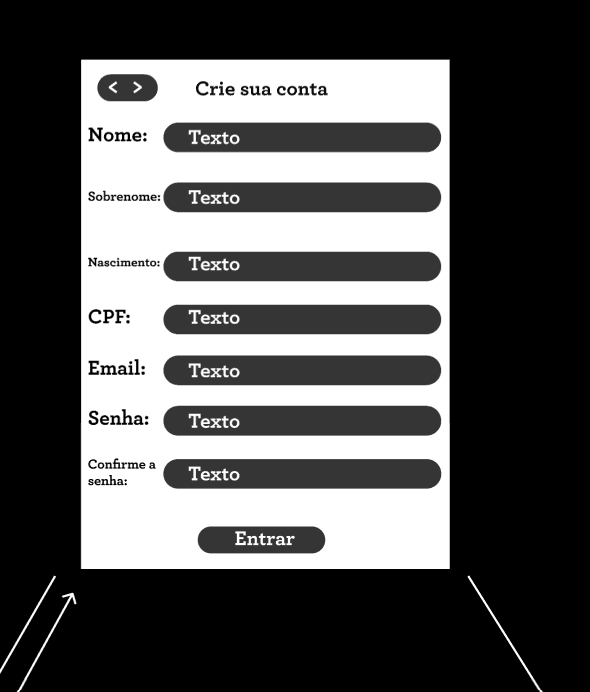 < >
Crie sua conta
Nome: Texto
Sobrenome: Texto
Nascimento: Texto
CPF: Texto
Email: Texto
Senha: Texto
Confirme a
senha: Texto
Entrar